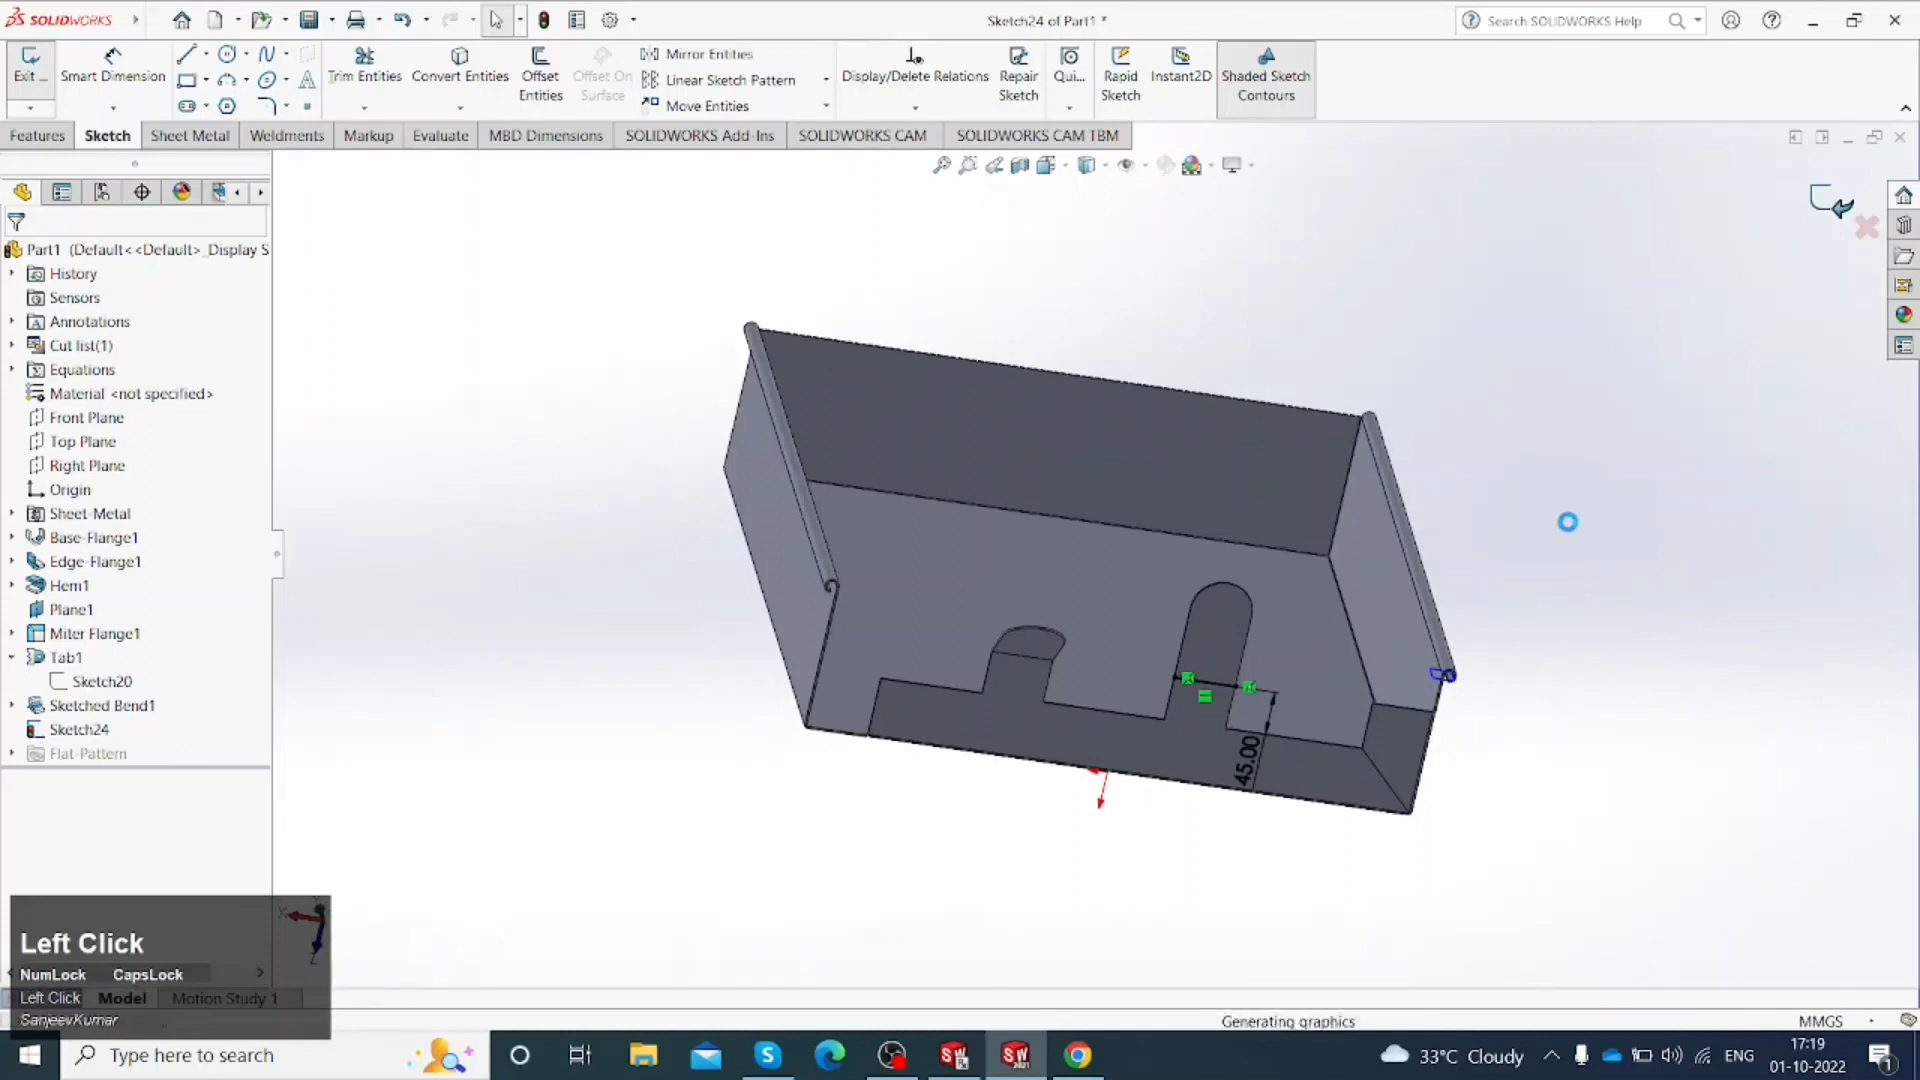 SOLIDWORKS
Sketch24 of Part1 *
Search SOLIDWORKS Help
Exit ...
Smart Dimension
Trim Entities
Convert Entities
Offset Entities
Offset On Surface
Mirror Entities
Linear Sketch Pattern
Move Entities
Display/Delete Relations
Repair Sketch
Qui...
Rapid Sketch
Instant2D
Shaded Sketch Contours
Features
Sketch
Sheet Metal
Weldments
Markup
Evaluate
MBD Dimensions
SOLIDWORKS Add-Ins
SOLIDWORKS CAM
SOLIDWORKS CAM TBM
Part1 (Default<<Default>_Display S
History
Sensors
Annotations
Cut list(1)
Equations
Material <not specified>
Front Plane
Top Plane
Right Plane
Origin
Sheet-Metal
Base-Flange1
Edge-Flange1
Hem1
Plane1
Miter Flange1
Tab1
Sketch20
Sketched Bend1
Sketch24
Flat-Pattern
45.00
Left Click
NumLock CapsLock
Left Click
Model
Motion Study 1
SanjeevKumar
Generating graphics
MMGS
Type here to search
33°C Cloudy
ENG
17:19
01-10-2022
1